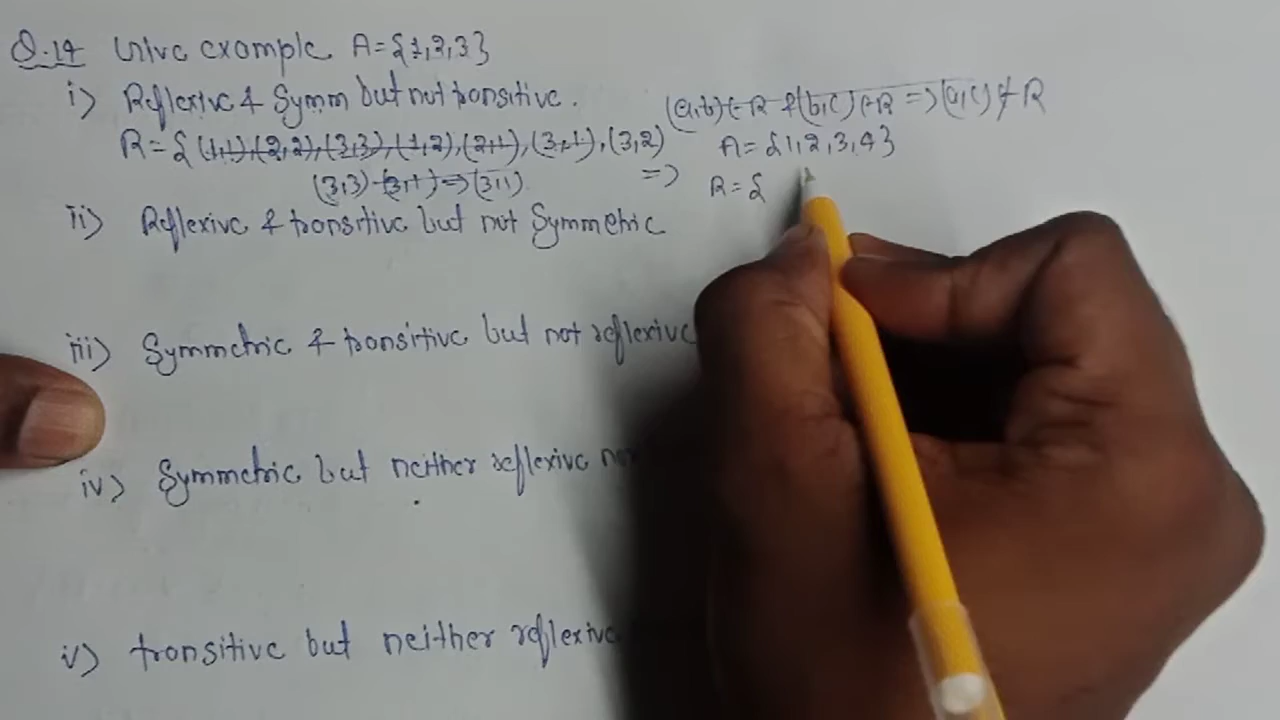 Q.14 Give example A={1,2,3}
i) Reflexive & Symm but not transitive.
(a,b)∈R & (b,c)∈R => (a,c)∉R
R={(1,1),(2,2),(3,3),(1,2),(2,1),(3,1),(3,2)
A={1,2,3,4}
(3,3) (3,1) => (3,1)
=> R={
ii) Reflexive & transitive but not Symmetric
iii) Symmetric & transitive but not reflexive
iv) Symmetric but neither reflexive
v) transitive but neither reflexive